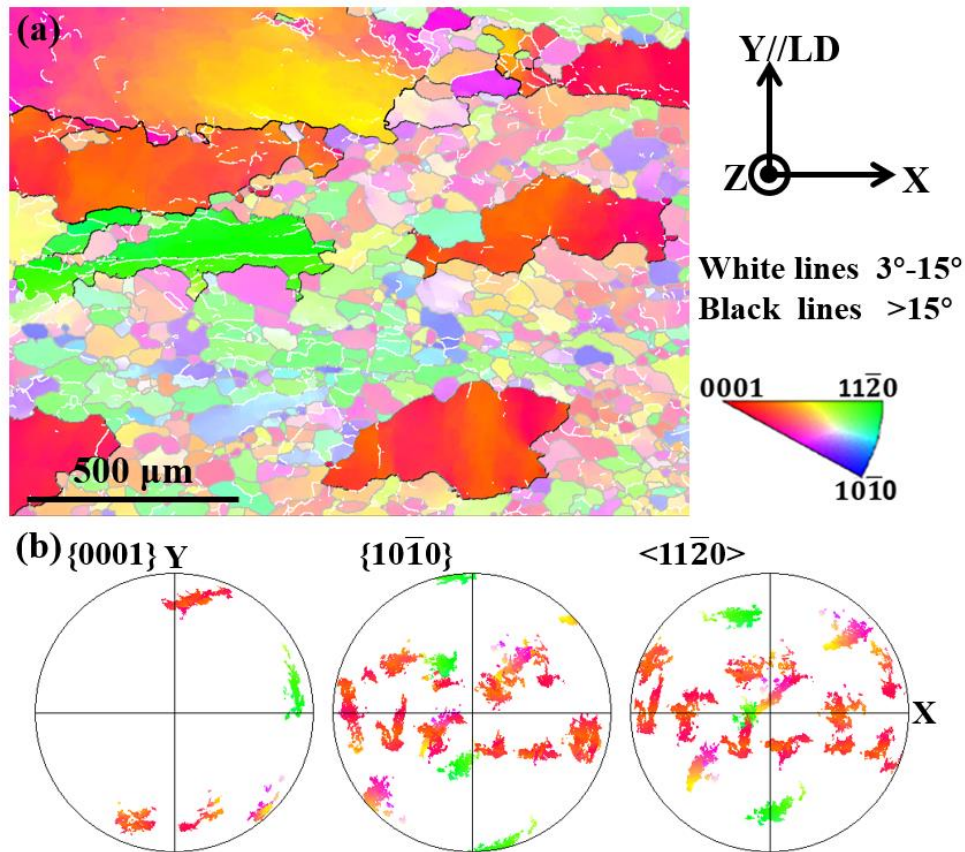 (a)
Y//LD
Z
X
White lines 3°-15°
Black lines >15°
0001 112̄0
101̄0
500 μm
(b)
{0001} Y {101̄0} <112̄0>
X